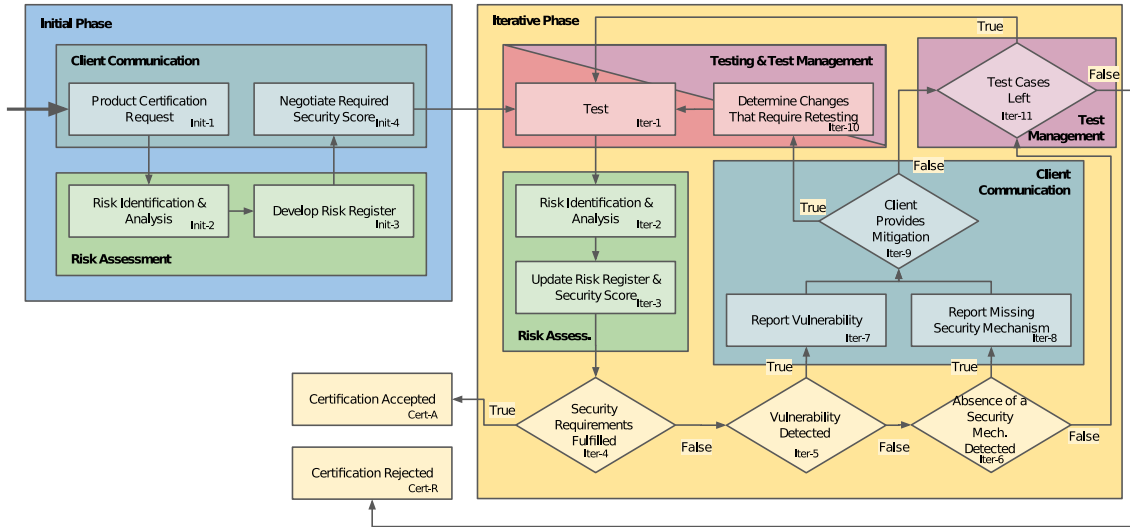 Initial Phase
Client Communication
Product Certification
Request
Init-1
Negotiate Required
Security Score
Init-4
Risk Identification &
Analysis
Init-2
Develop Risk Register
Init-3
Risk Assessment
Iterative Phase
Testing & Test Management
Test
Iter-1
Determine Changes
That Require Retesting
Iter-10
True
Test Cases
Left
Iter-11
False
Test
Management
Risk Identification &
Analysis
Iter-2
Update Risk Register &
Security Score
Iter-3
Risk Assess.
False
Client
Communication
True
Client
Provides
Mitigation
Iter-9
Report Vulnerability
Iter-7
Report Missing
Security Mechanism
Iter-8
True
True
Certification Accepted
Cert-A
True
Security
Requirements
Fulfilled
Iter-4
False
Vulnerability
Detected
Iter-5
False
Absence of a
Security
Mech.
Detected
Iter-6
False
Certification Rejected
Cert-R